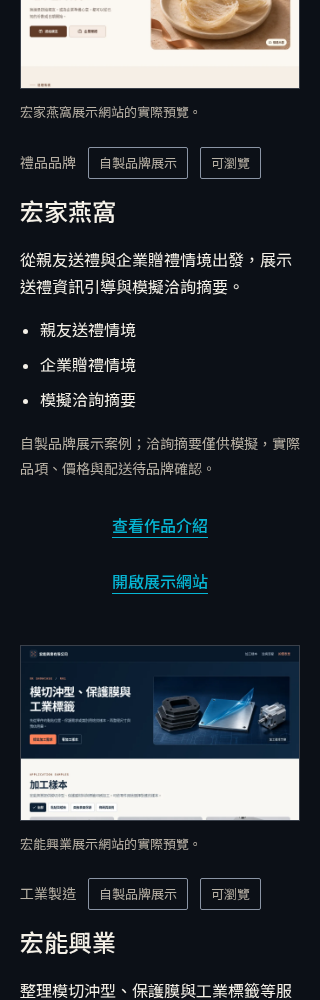 宏家燕窩展示網站的實際預覽。
禮品品牌
自製品牌展示
可瀏覽
宏家燕窩
從親友送禮與企業贈禮情境出發，展示
送禮資訊引導與模擬洽詢摘要。
親友送禮情境
企業贈禮情境
模擬洽詢摘要
自製品牌展示案例；洽詢摘要僅供模擬，實際
品項、價格與配送待品牌確認。
查看作品介紹
開啟展示網站
模切沖型、保護膜與
工業標籤
加工樣本
宏能興業展示網站的實際預覽。
工業製造
自製品牌展示
可瀏覽
宏能興業
整理模切沖型、保護膜與工業標籤等服